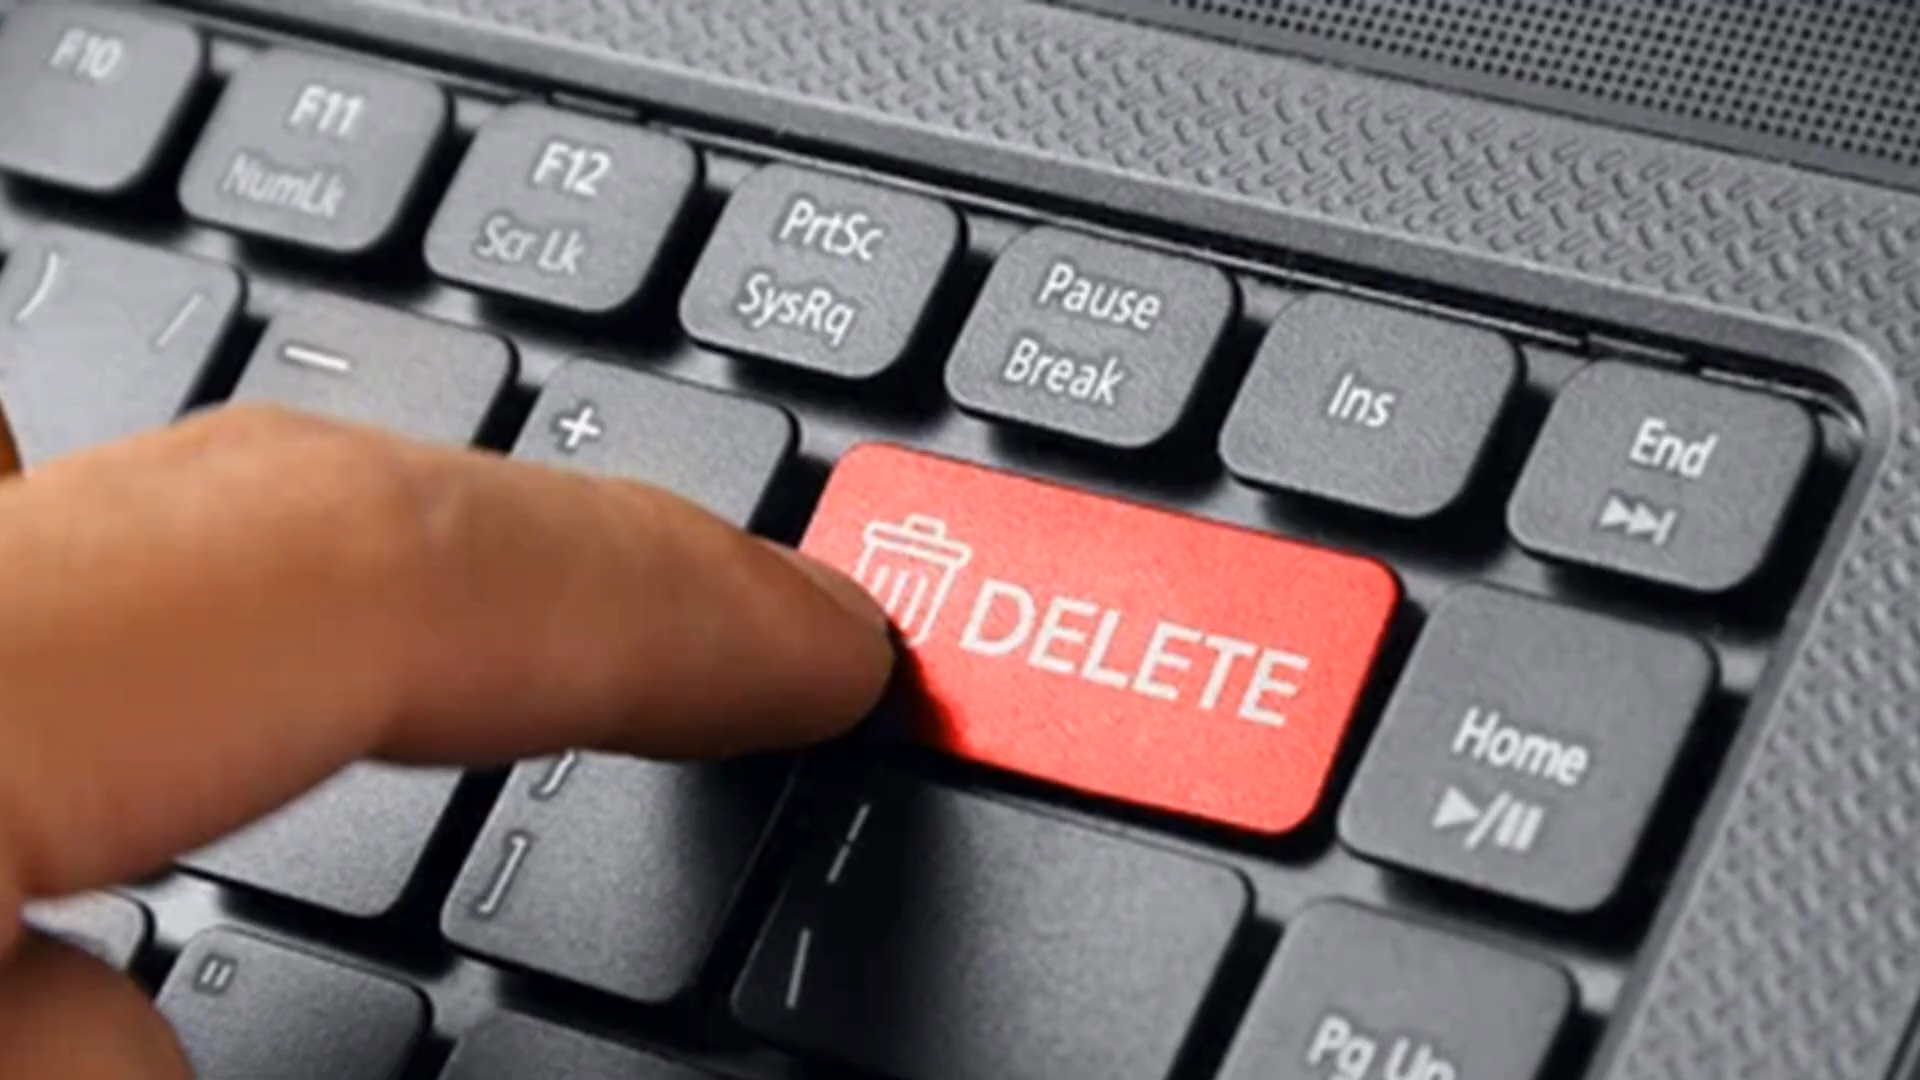 F10
F11
NumLk
F12
Scr Lk
PrtSc
SysRq
Pause
Break
Ins
End
)
/
—
+
DELETE
Home
/
}
]
|
"
Pg Up